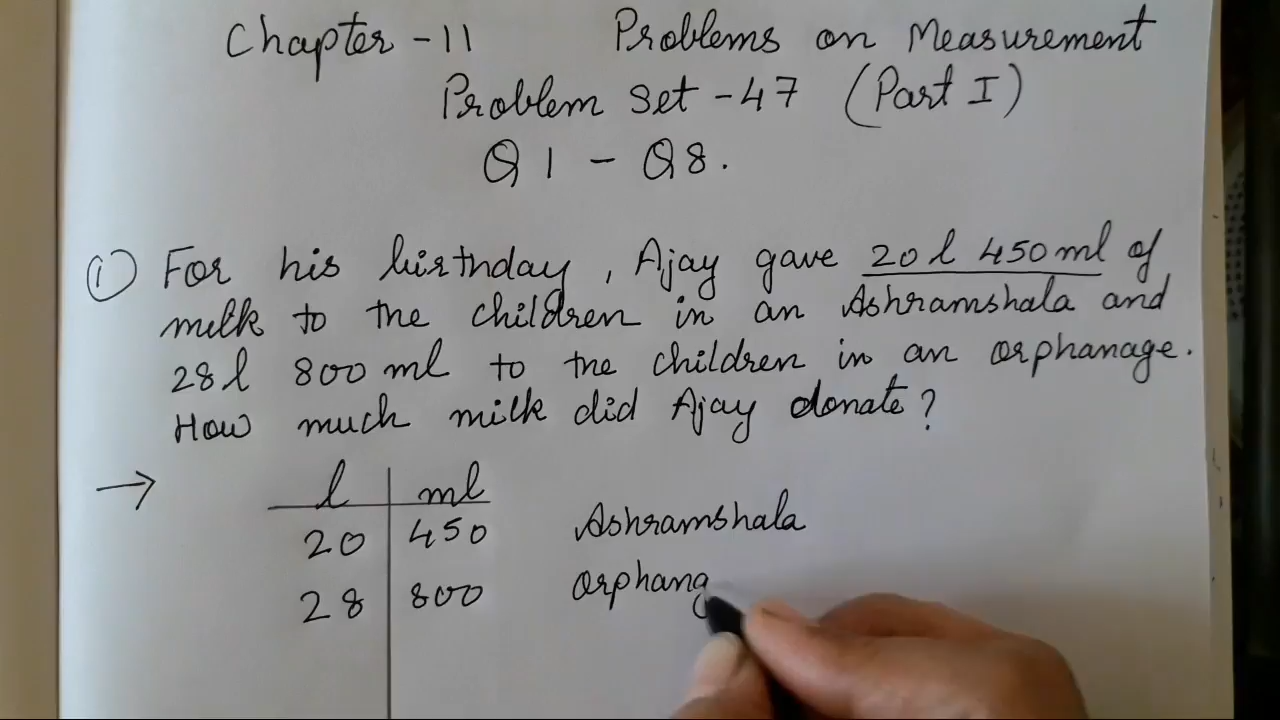 Chapter - 11 Problems on Measurement
Problem set - 47 (Part I)
Q 1 - Q 8.
① For his birthday, Ajay gave 20 l 450 ml of
milk to the children in an Ashramshala and
28 l 800 ml to the children in an orphanage.
How much milk did Ajay donate?
→ l ml
20 450 Ashramshala
28 800 orphang